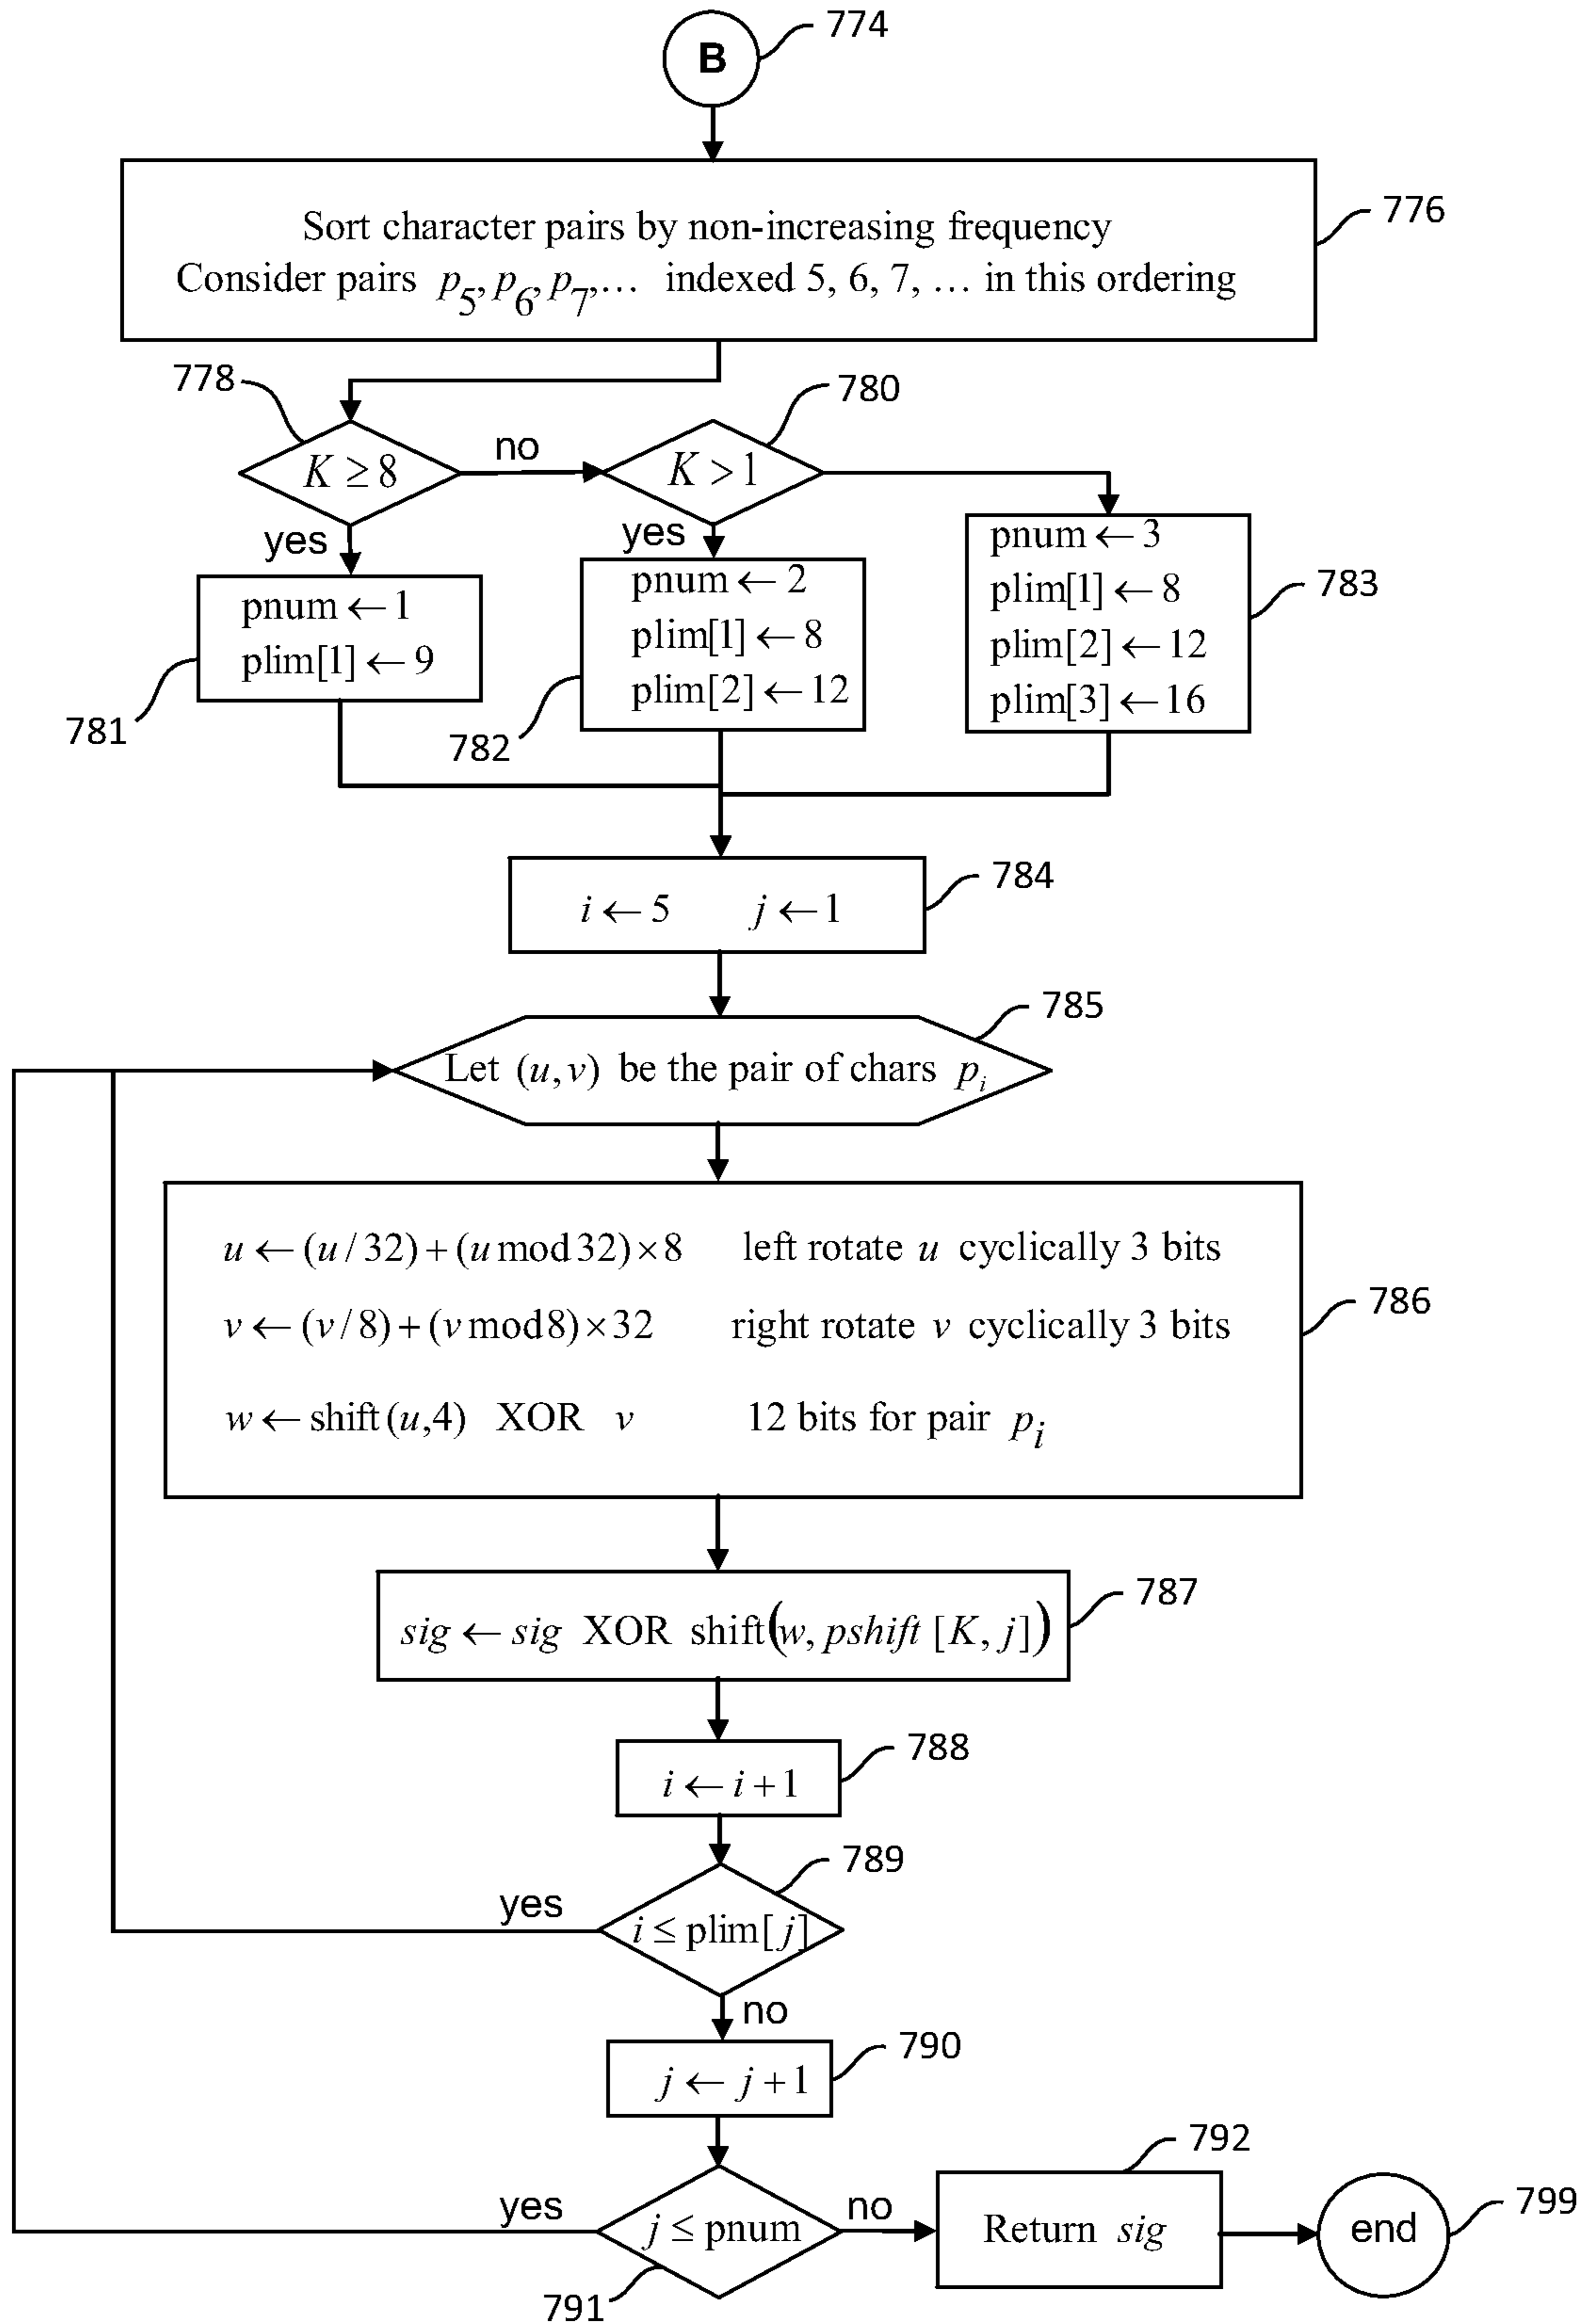 B
774
Sort character pairs by non-increasing frequency
Consider pairs p5, p6, p7,... indexed 5, 6, 7, ... in this ordering
776
778
K ≥ 8
no
780
K > 1
yes
yes
pnum ← 1
plim[1] ← 9
781
pnum ← 2
plim[1] ← 8
plim[2] ← 12
782
pnum ← 3
plim[1] ← 8
plim[2] ← 12
plim[3] ← 16
783
i ← 5 j ← 1
784
785
Let (u, v) be the pair of chars pi
u ← (u / 32) + (u mod 32) × 8 left rotate u cyclically 3 bits
v ← (v / 8) + (v mod 8) × 32 right rotate v cyclically 3 bits
w ← shift (u,4) XOR v 12 bits for pair pi
786
sig ← sig XOR shift(w, pshift [K, j])
787
i ← i + 1
788
789
yes
i ≤ plim[j]
no
790
j ← j + 1
yes
j ≤ pnum
no
791
792
Return sig
end
799